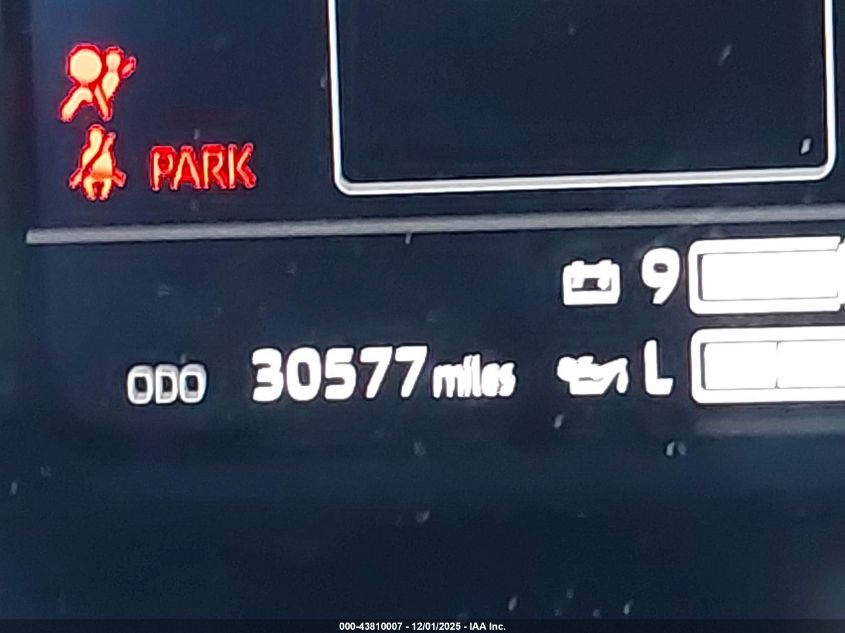 PARK
9
ODO 30577 miles L
000-43810007 - 12/01/2025 - IAA Inc.